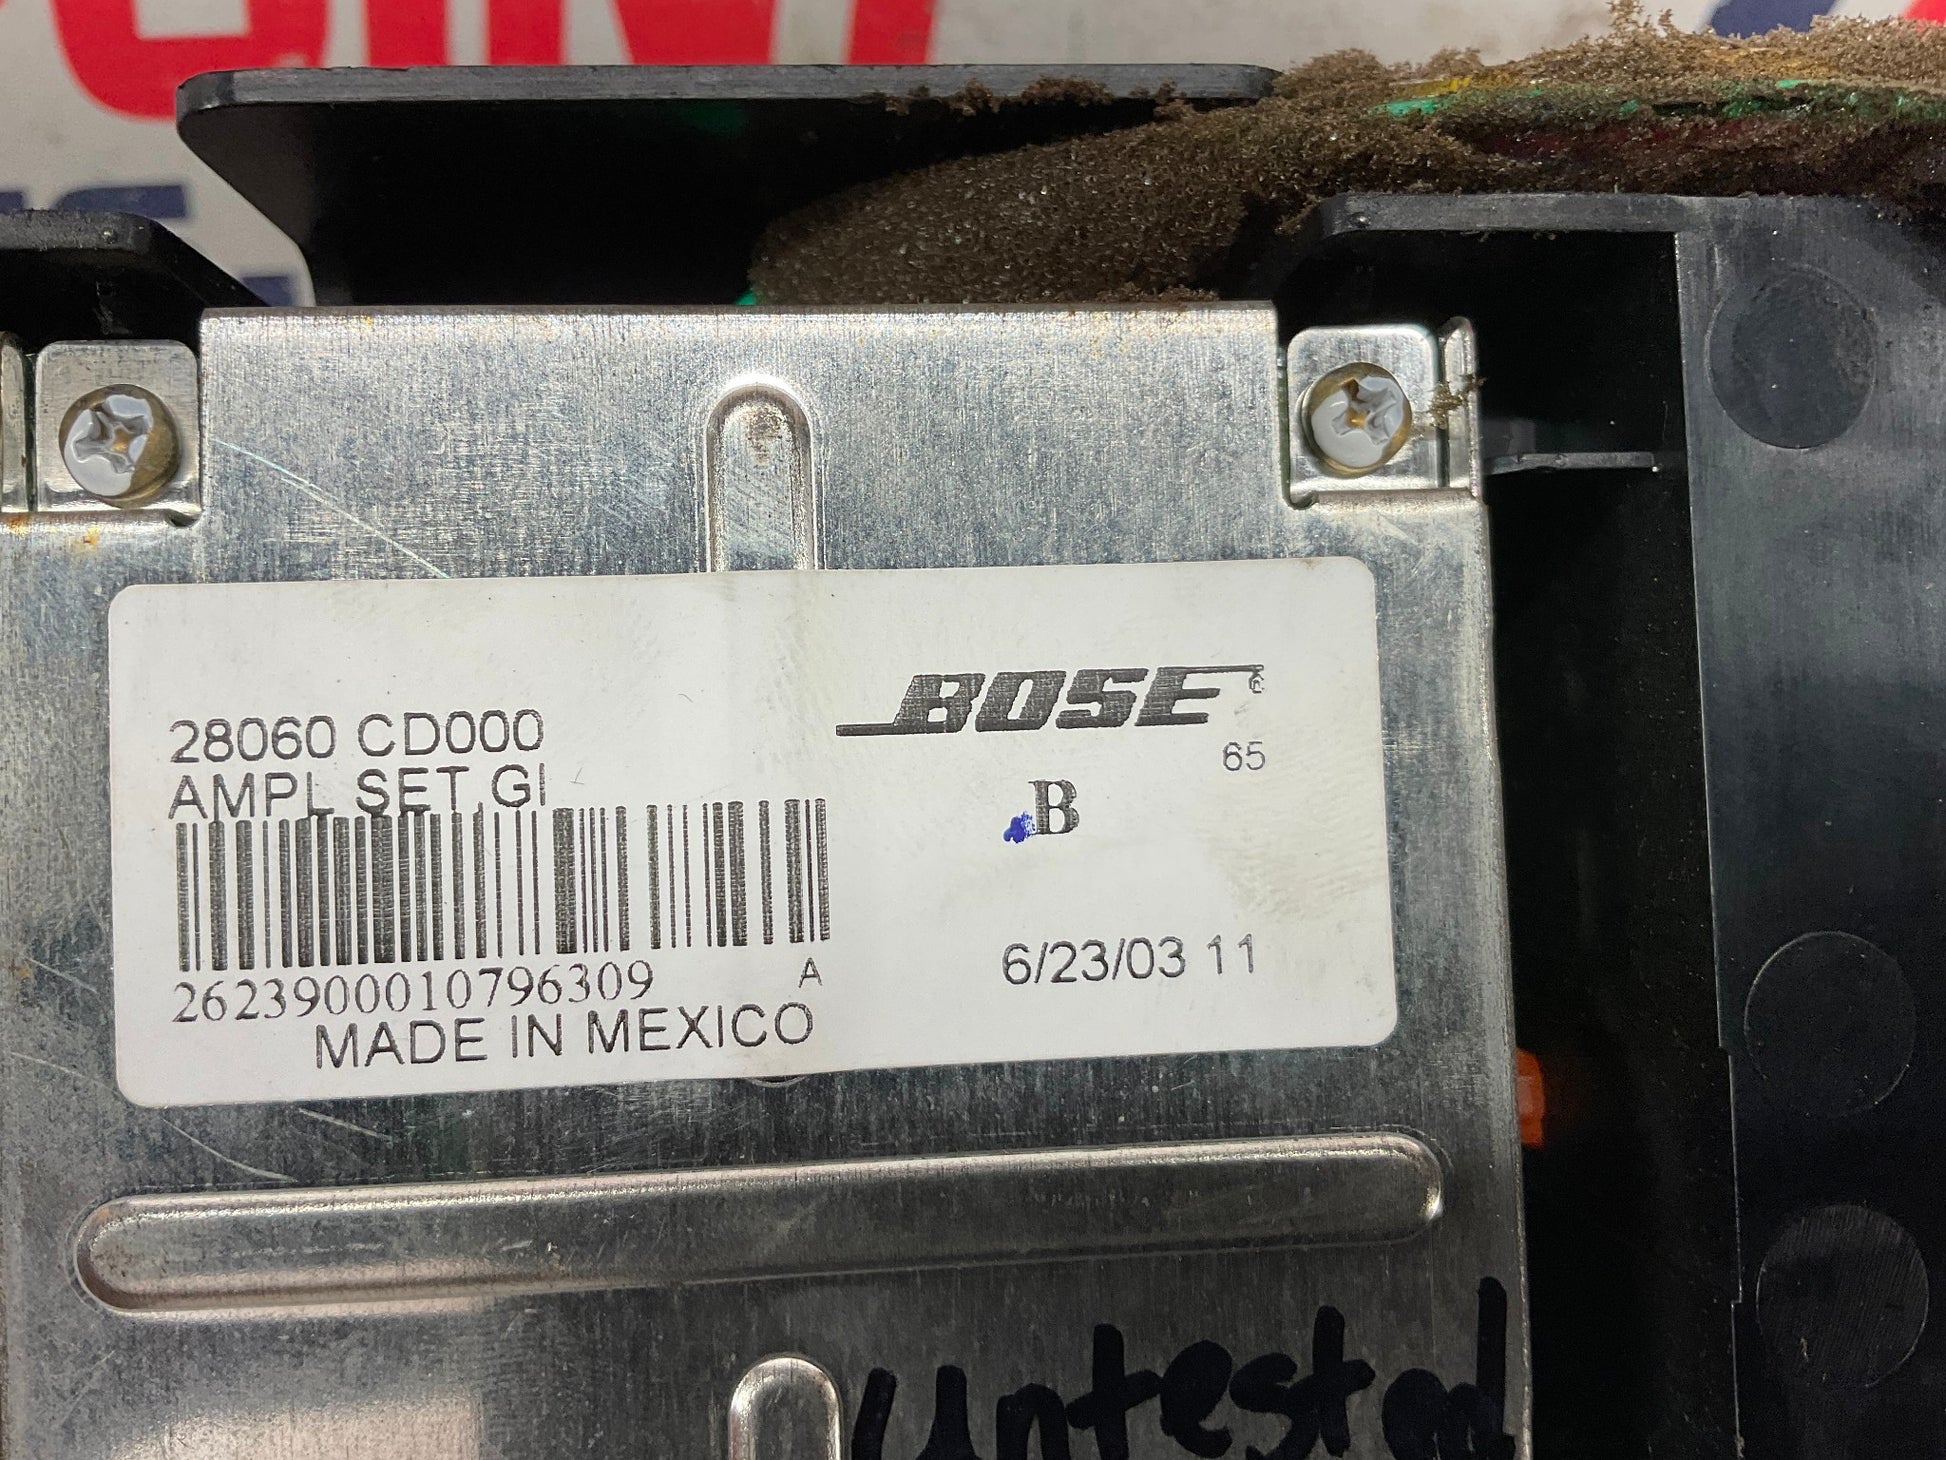 28060 CD000
AMPL SET,GI
BOSE
65
B
6/23/03 11
2623900010796309 A
MADE IN MEXICO
untested